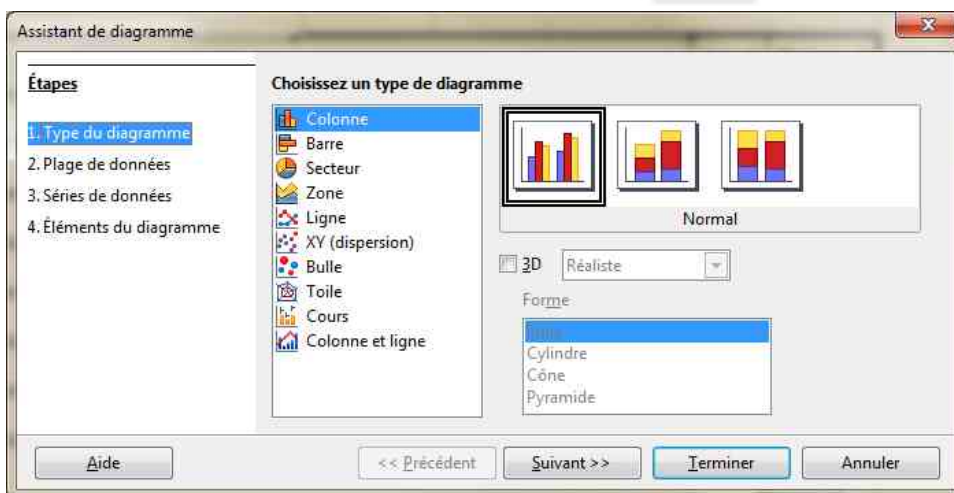 Assistant de diagramme
Étapes
1. Type du diagramme
2. Plage de données
3. Séries de données
4. Éléments du diagramme
Choisissez un type de diagramme
Colonne
Barre
Secteur
Zone
Ligne
XY (dispersion)
Bulle
Toile
Cours
Colonne et ligne
Normal
3D Réaliste
Forme
Cylindre
Cône
Pyramide
Aide << Précédent Suivant >> Terminer Annuler